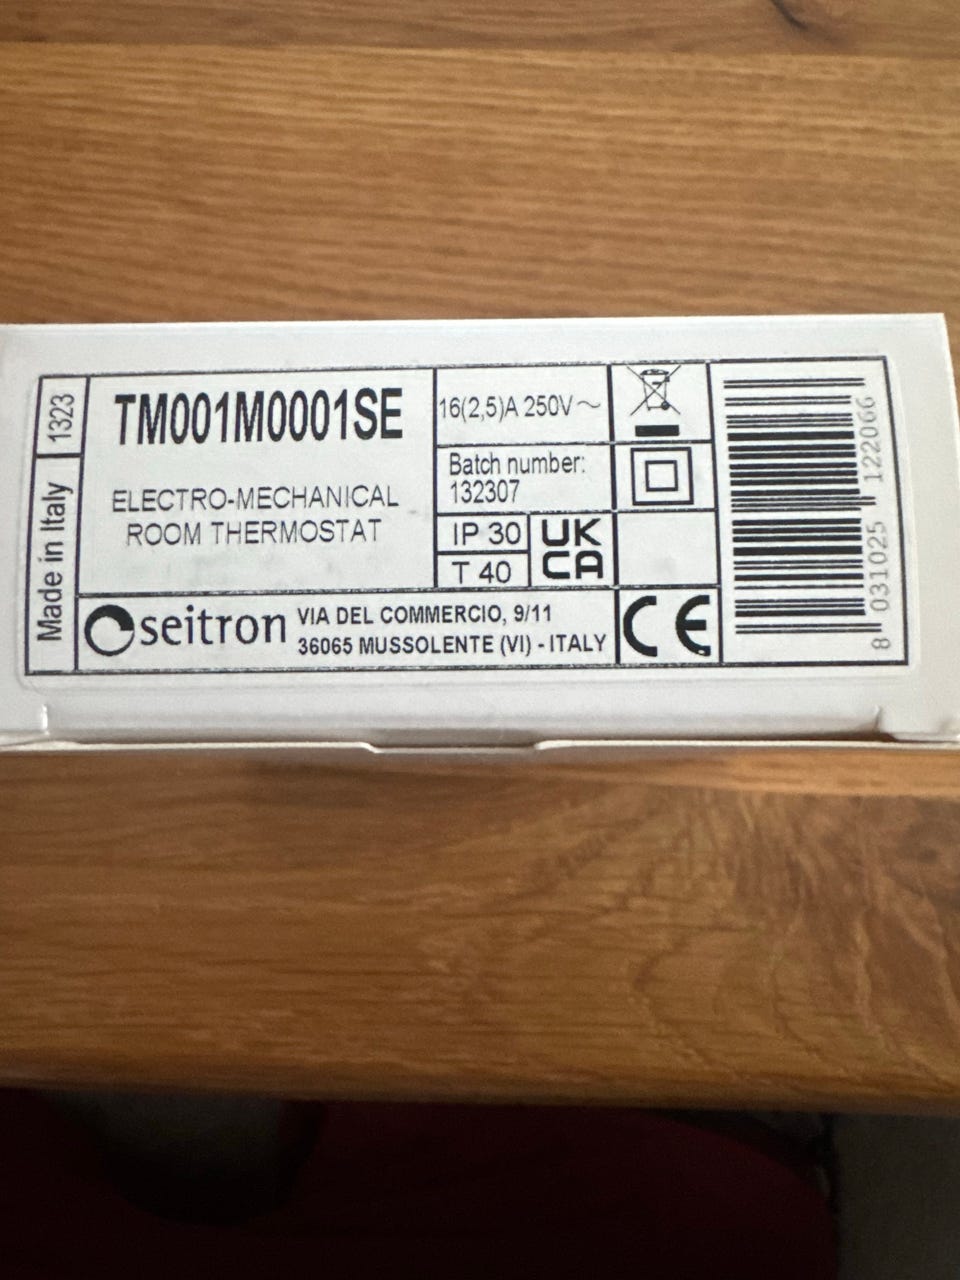 1323
Made in Italy
TM001M0001SE
ELECTRO-MECHANICAL
ROOM THERMOSTAT
16(2,5)A 250V~
Batch number:
132307
IP 30
T 40
UK
CA
seitron
VIA DEL COMMERCIO, 9/11
36065 MUSSOLENTE (VI) - ITALY
CE
8 031025 122066